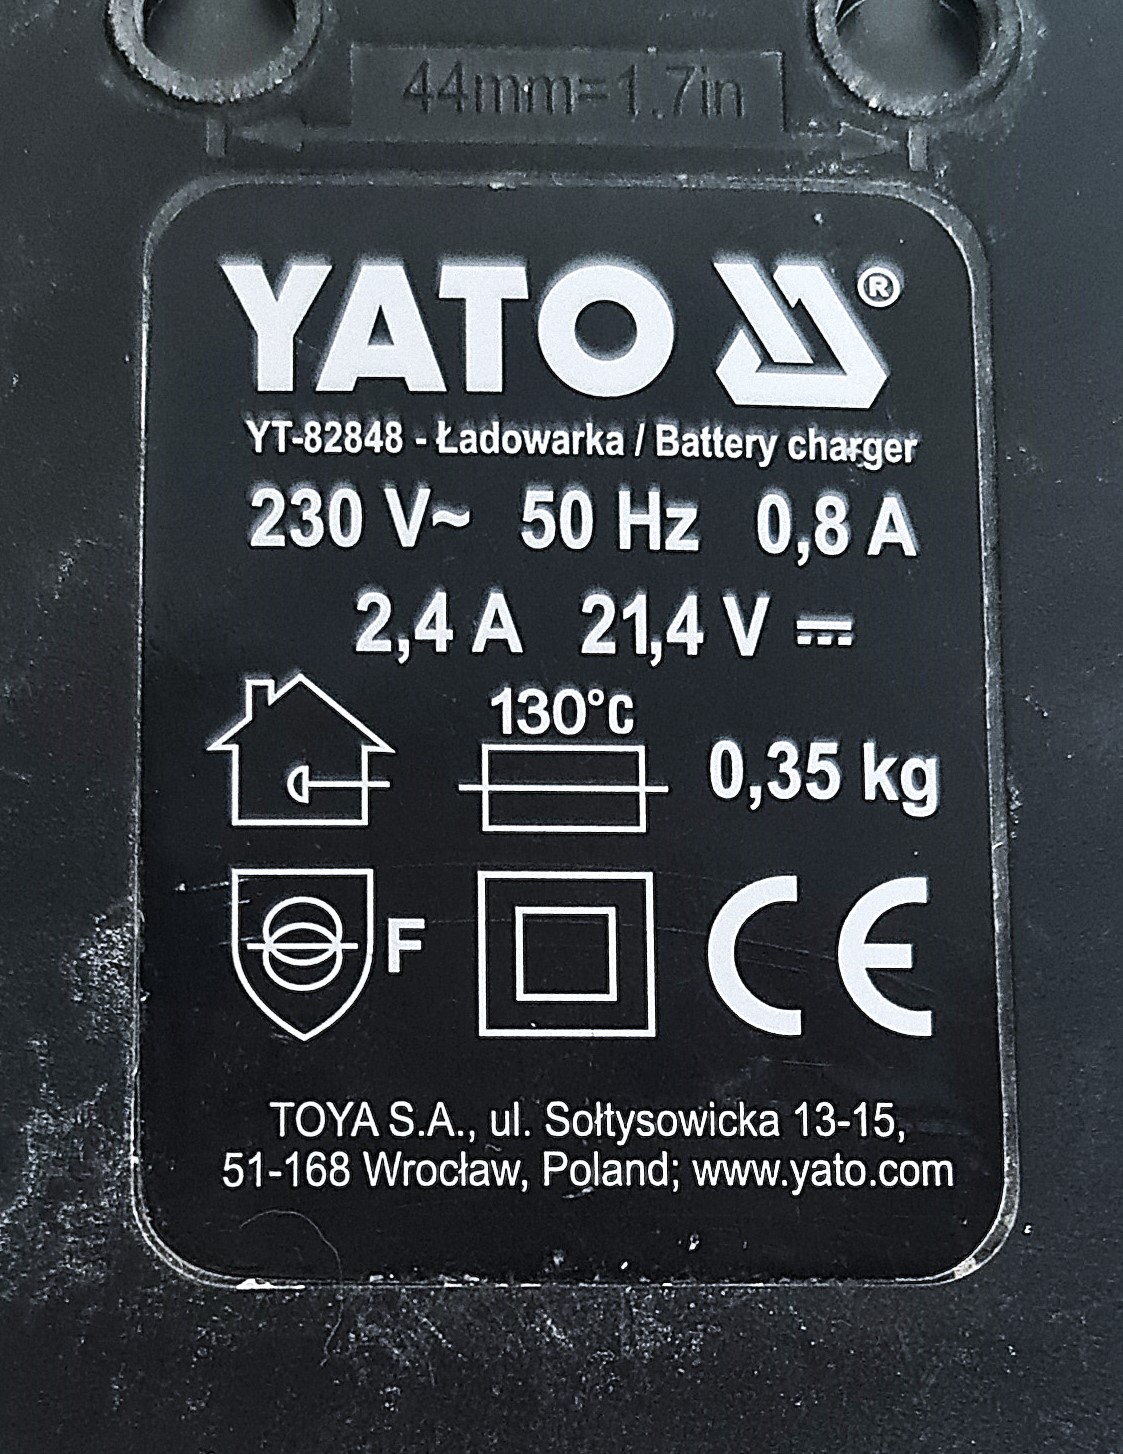 44mm=1.7in
YATO ®
YT-82848 - Ładowarka / Battery charger
230 V~ 50 Hz 0,8 A
2,4 A 21,4 V ⎓
130°C
0,35 kg
F
CE
TOYA S.A., ul. Sołtysowicka 13-15,
51-168 Wrocław, Poland; www.yato.com